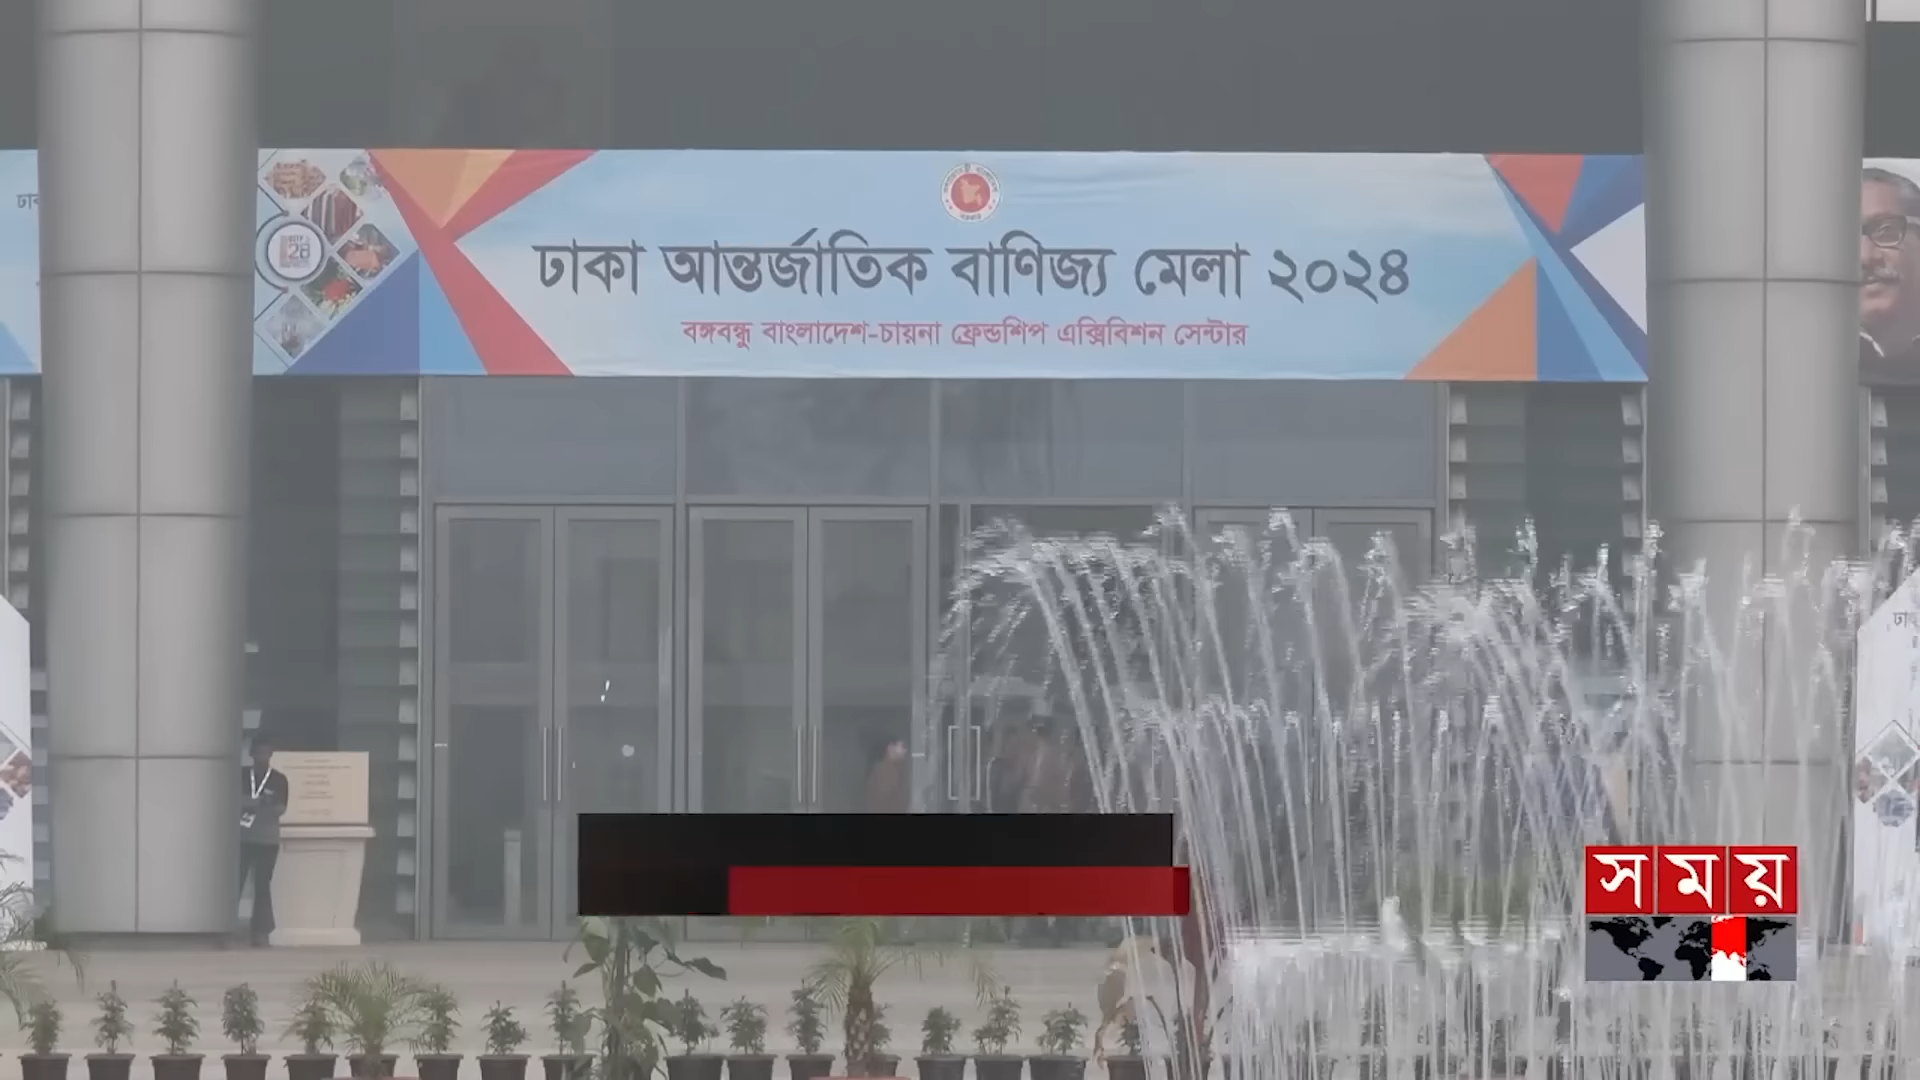 ঢাকা আন্তর্জাতিক বাণিজ্য মেলা ২০২৪
বঙ্গবন্ধু বাংলাদেশ-চায়না ফ্রেন্ডশিপ এক্সিবিশন সেন্টার
সময়